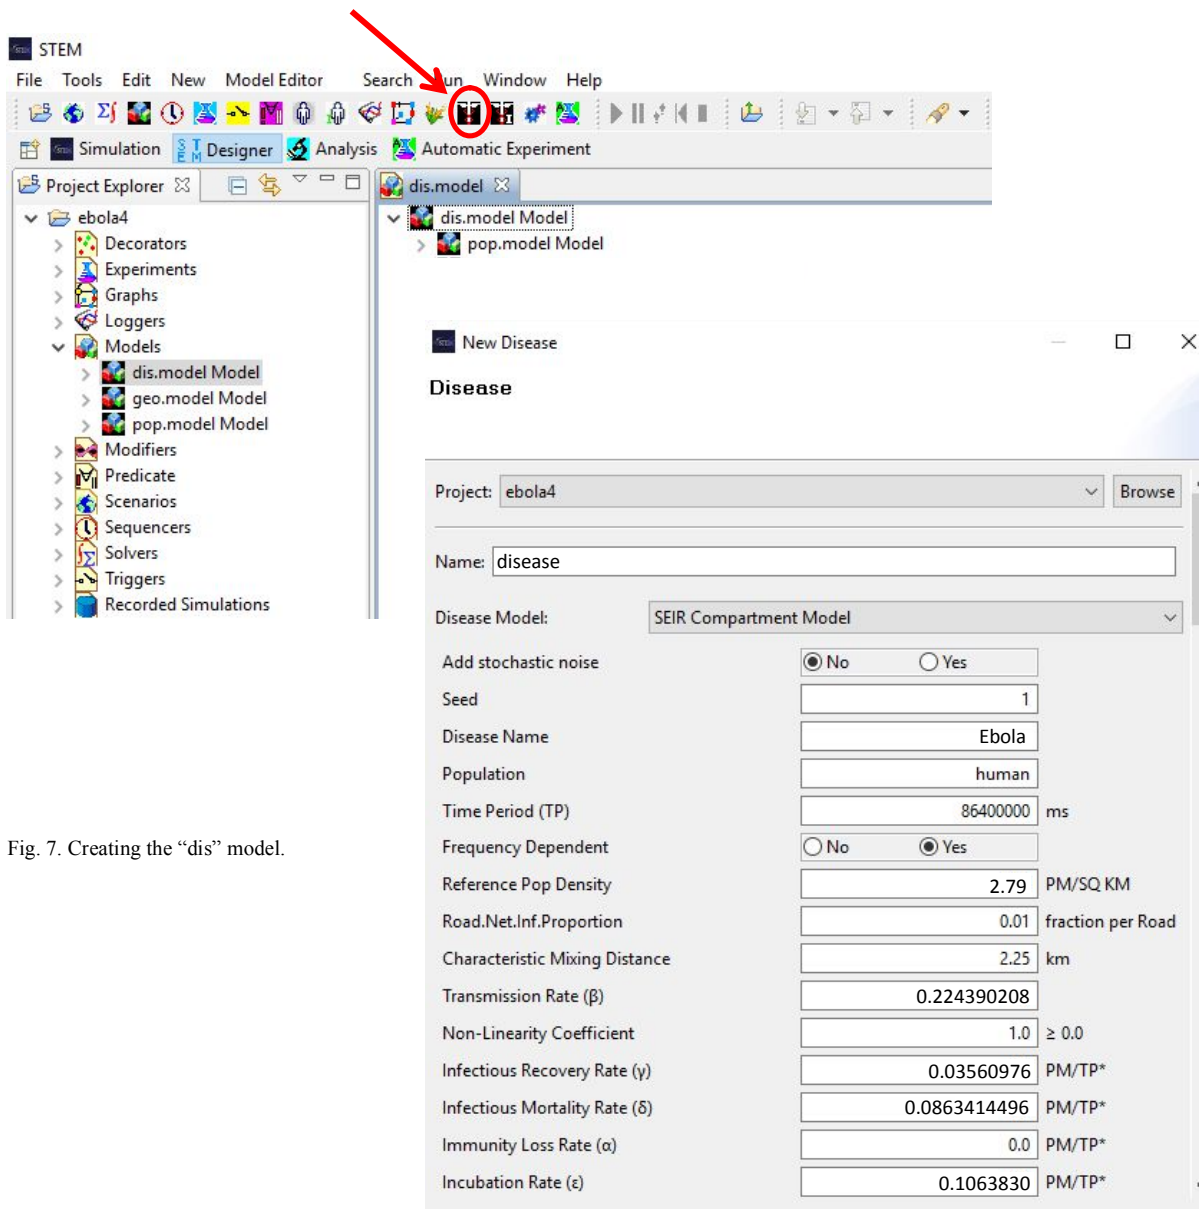 STEM
File Tools Edit New Model Editor Search Run Window Help
Simulation Designer Analysis Automatic Experiment
Project Explorer
dis.model
ebola4
Decorators
Experiments
Graphs
Loggers
Models
dis.model Model
geo.model Model
pop.model Model
Modifiers
Predicate
Scenarios
Sequencers
Solvers
Triggers
Recorded Simulations
dis.model Model
pop.model Model
New Disease
Disease
Project: ebola4 Browse
Name: disease
Disease Model: SEIR Compartment Model
Add stochastic noise No Yes
Seed 1
Disease Name Ebola
Population human
Time Period (TP) 86400000 ms
Frequency Dependent No Yes
Reference Pop Density 2.79 PM/SQ KM
Road.Net.Inf.Proportion 0.01 fraction per Road
Characteristic Mixing Distance 2.25 km
Transmission Rate (β) 0.224390208
Non-Linearity Coefficient 1.0 ≥ 0.0
Infectious Recovery Rate (γ) 0.03560976 PM/TP*
Infectious Mortality Rate (δ) 0.0863414496 PM/TP*
Immunity Loss Rate (α) 0.0 PM/TP*
Incubation Rate (ε) 0.1063830 PM/TP*
Fig. 7. Creating the “dis” model.